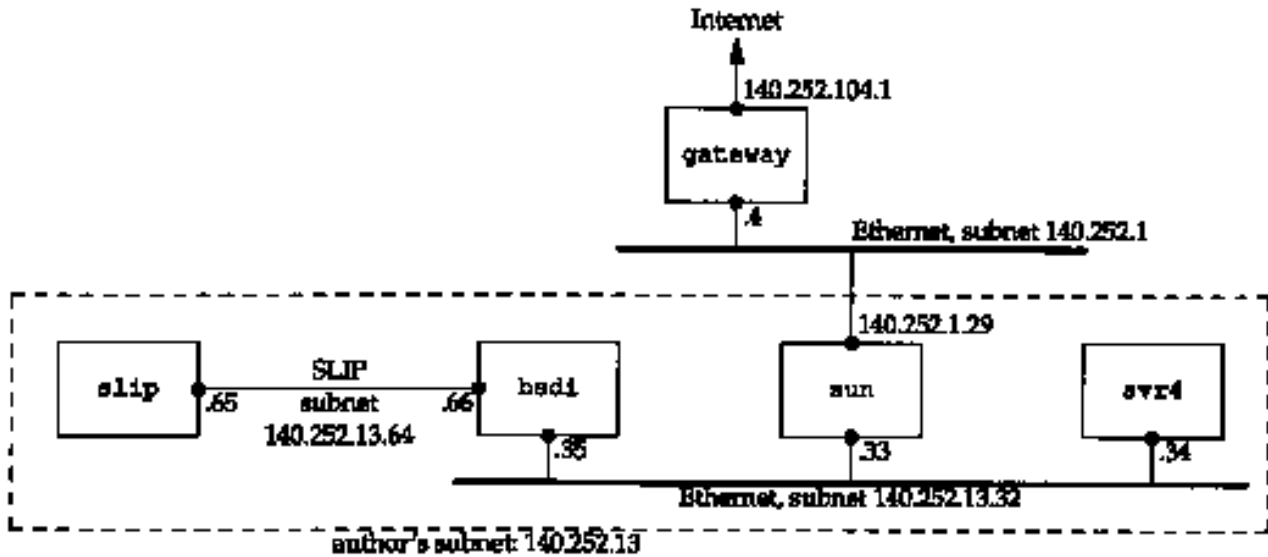 Internet
140.252.104.1
gateway
.4
Ethernet, subnet 140.252.1
140.252.1.29
slip
SLIP
bsdi
sun
svr4
.65
subnet
.66
140.252.13.64
.35
.33
.34
Ethernet, subnet 140.252.13.32
author's subnet: 140.252.13